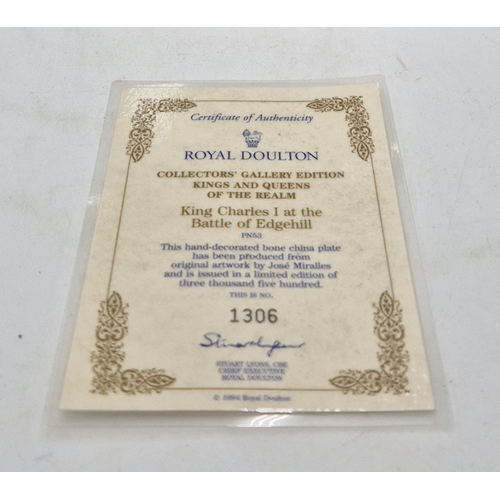 Certificate of Authenticity
ROYAL DOULTON
COLLECTORS' GALLERY EDITION
KINGS AND QUEENS
OF THE REALM
King Charles I at the
Battle of Edgehill
PN53
This hand-decorated bone china plate
has been produced from
original artwork by José Miralles
and is issued in a limited edition of
three thousand five hundred.
THIS IS NO.
1306
STUART LYONS, CBE
CHIEF EXECUTIVE
ROYAL DOULTON
© 1994 Royal Doulton